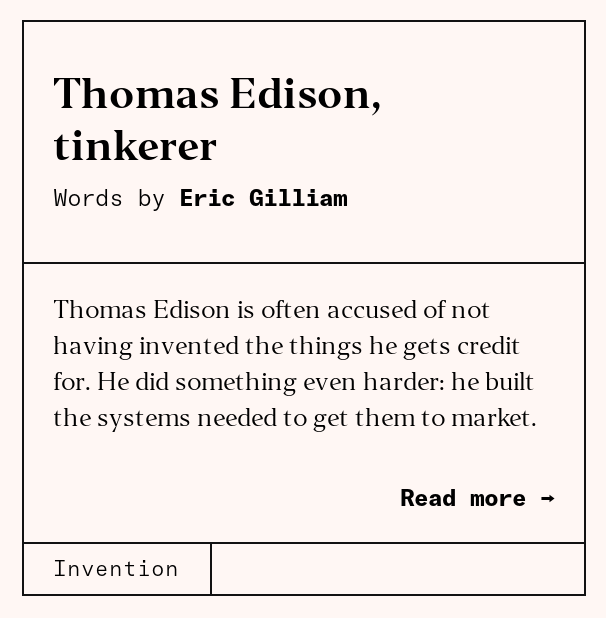 Thomas Edison,
tinkerer
Words by Eric Gilliam
Thomas Edison is often accused of not
having invented the things he gets credit
for. He did something even harder: he built
the systems needed to get them to market.
Read more →
Invention